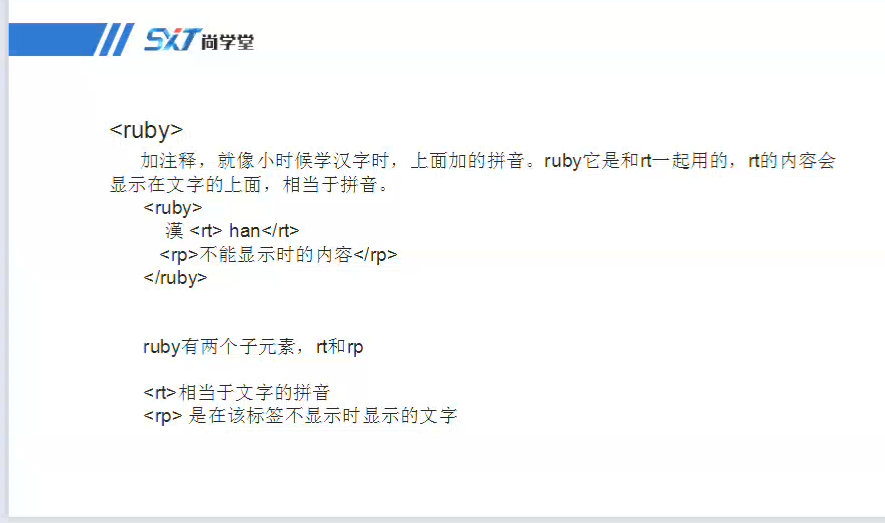 SXT尚学堂
<ruby>
加注释，就像小时候学汉字时，上面加的拼音。ruby它是和rt一起用的，rt的内容会
显示在文字的上面，相当于拼音。
<ruby>
漢 <rt> han</rt>
<rp>不能显示时的内容</rp>
</ruby>
ruby有两个子元素，rt和rp
<rt>相当于文字的拼音
<rp> 是在该标签不显示时显示的文字